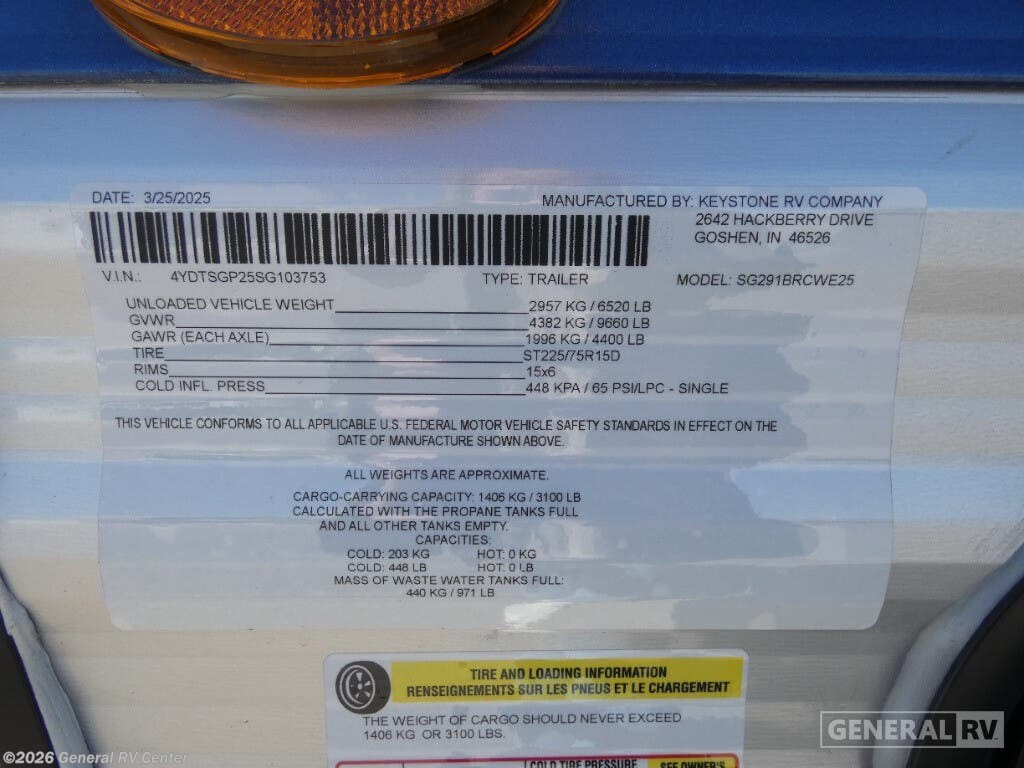 DATE: 3/25/2025
MANUFACTURED BY: KEYSTONE RV COMPANY
2642 HACKBERRY DRIVE
GOSHEN, IN 46526
V.I.N.: 4YDTSGP25SG103753 TYPE: TRAILER MODEL: SG291BRCWE25
UNLOADED VEHICLE WEIGHT 2957 KG / 6520 LB
GVWR 4382 KG / 9660 LB
GAWR (EACH AXLE) 1996 KG / 4400 LB
TIRE ST225/75R15D
RIMS 15x6
COLD INFL. PRESS 448 KPA / 65 PSI/LPC - SINGLE
THIS VEHICLE CONFORMS TO ALL APPLICABLE U.S. FEDERAL MOTOR VEHICLE SAFETY STANDARDS IN EFFECT ON THE
DATE OF MANUFACTURE SHOWN ABOVE.
ALL WEIGHTS ARE APPROXIMATE.
CARGO-CARRYING CAPACITY: 1406 KG / 3100 LB
CALCULATED WITH THE PROPANE TANKS FULL
AND ALL OTHER TANKS EMPTY.
CAPACITIES:
COLD: 203 KG HOT: 0 KG
COLD: 448 LB HOT: 0 LB
MASS OF WASTE WATER TANKS FULL:
440 KG / 971 LB
TIRE AND LOADING INFORMATION
RENSEIGNEMENTS SUR LES PNEUS ET LE CHARGEMENT
THE WEIGHT OF CARGO SHOULD NEVER EXCEED
1406 KG OR 3100 LBS.
COLD TIRE PRESSURE SEE OWNER'S
GENERAL RV
©2026 General RV Center